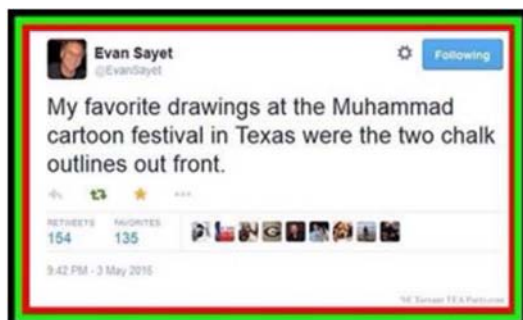 Evan Sayet
@EvanSayet
Following
My favorite drawings at the Muhammad
cartoon festival in Texas were the two chalk
outlines out front.
RETWEETS FAVORITES
154 135
9:42 PM - 3 May 2015